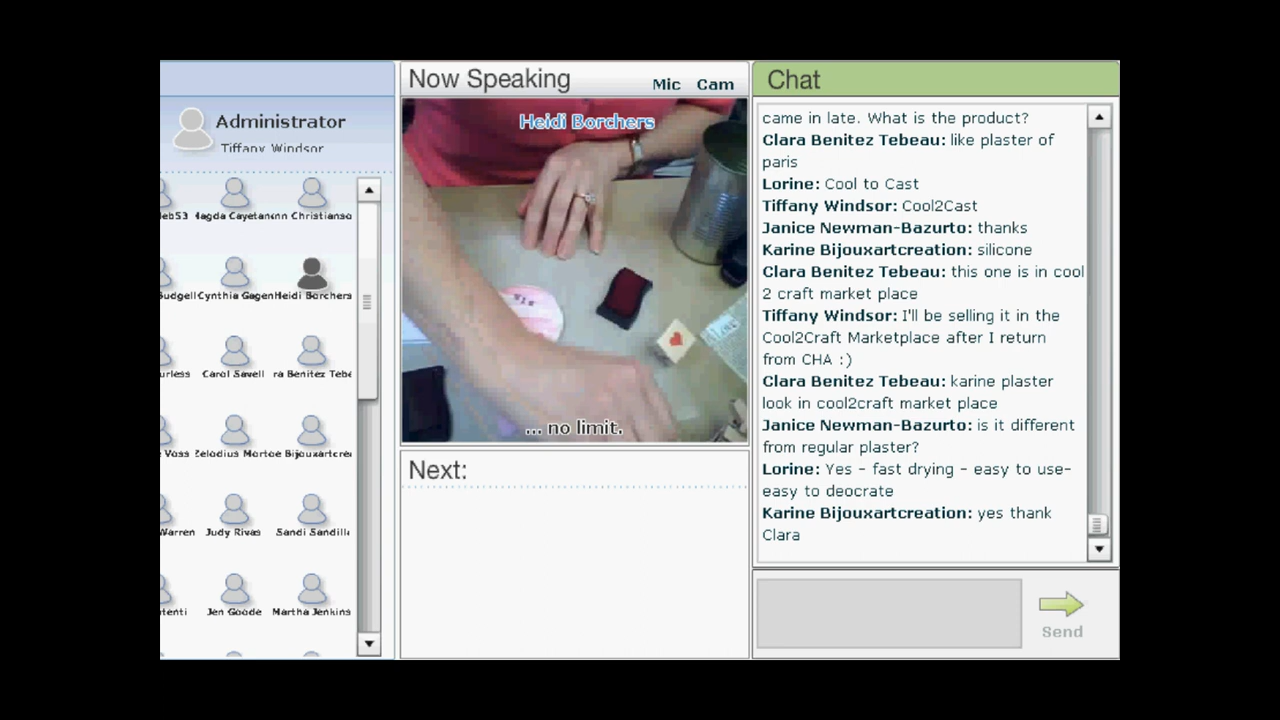 Administrator
Tiffany Windsor
Magda Cayetano
Christianso
Cynthia Gagen
Heidi Borchers
Carol Savell
ra Benitez Tebe
Voss
Bijouxartcrea
Warren
Judy Rivas
Sandi Sandille
Jen Goode
Martha Jenkins
Now Speaking
Mic Cam
Heidi Borchers
... no limit.
Next:
Chat
came in late. What is the product?
Clara Benitez Tebeau: like plaster of
paris
Lorine: Cool to Cast
Tiffany Windsor: Cool2Cast
Janice Newman-Bazurto: thanks
Karine Bijouxartcreation: silicone
Clara Benitez Tebeau: this one is in cool
2 craft market place
Tiffany Windsor: I'll be selling it in the
Cool2Craft Marketplace after I return
from CHA :)
Clara Benitez Tebeau: karine plaster
look in cool2craft market place
Janice Newman-Bazurto: is it different
from regular plaster?
Lorine: Yes - fast drying - easy to use-
easy to deocrate
Karine Bijouxartcreation: yes thank
Clara
Send